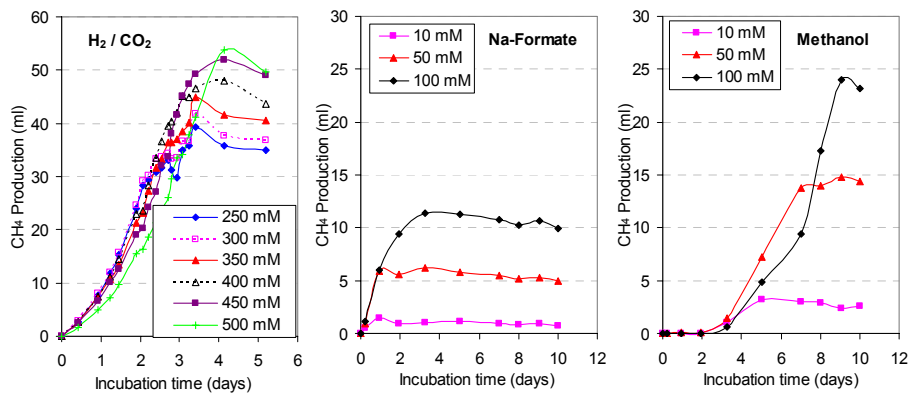 H₂ / CO₂
CH₄ Production (ml)
60
50
40
30
20
10
0
250 mM
300 mM
350 mM
400 mM
450 mM
500 mM
0 1 2 3 4 5 6
Incubation time (days)
Na-Formate
CH₄ Production (ml)
30
25
20
15
10
5
0
10 mM
50 mM
100 mM
0 2 4 6 8 10 12
Incubation time (days)
Methanol
CH₄ Production (ml)
30
25
20
15
10
5
0
10 mM
50 mM
100 mM
0 2 4 6 8 10 12
Incubation time (days)